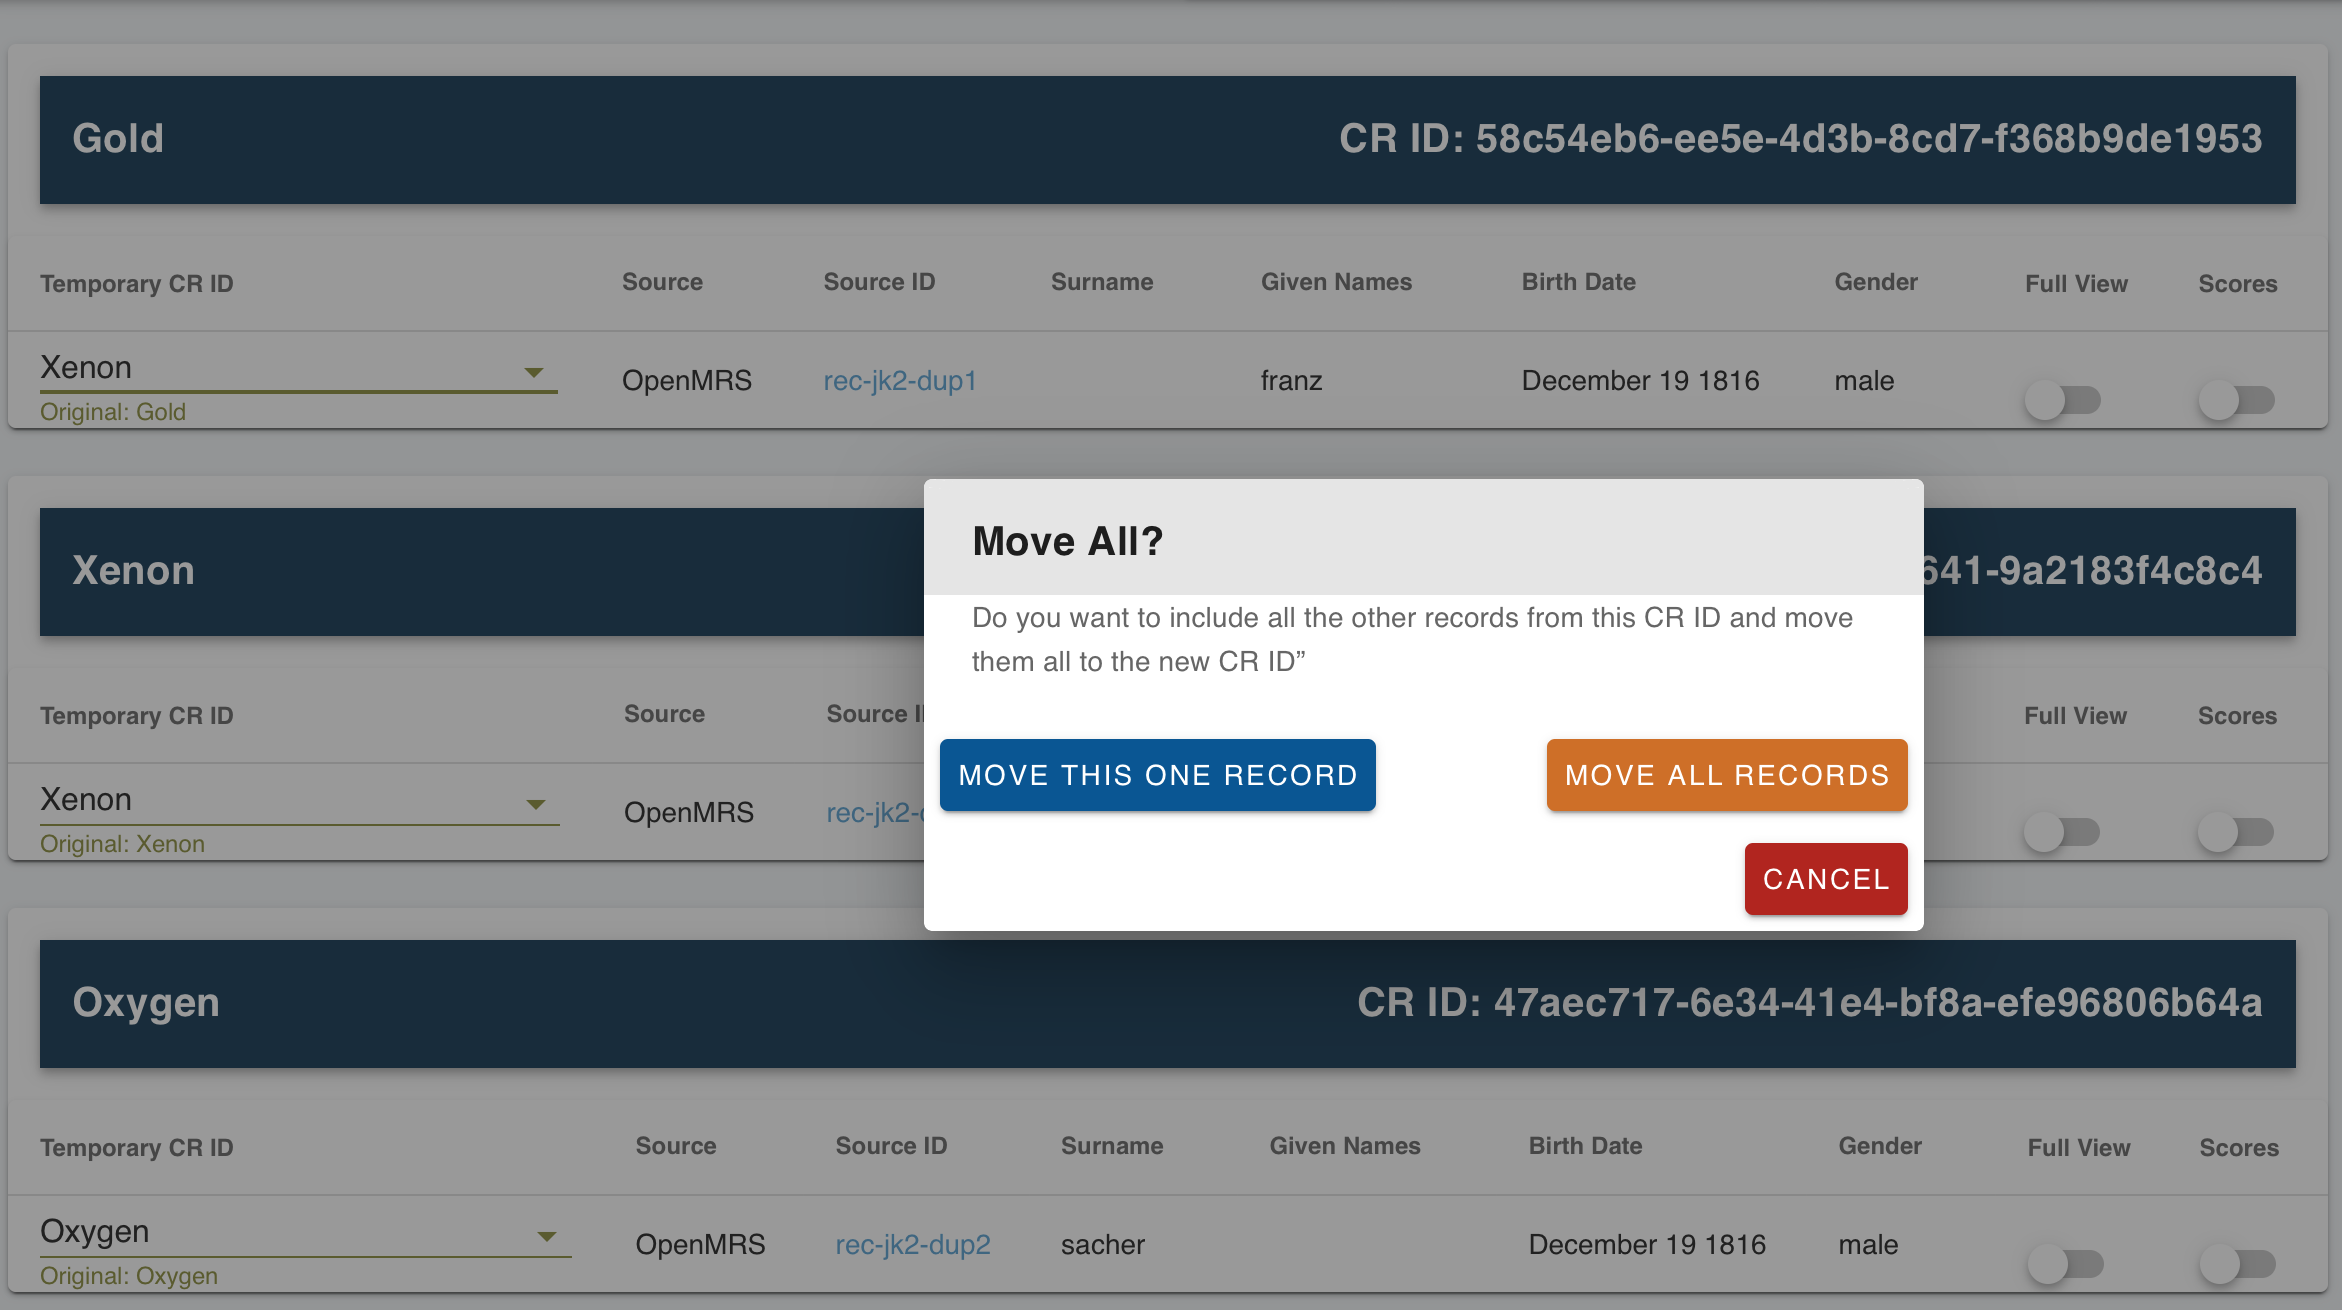 Gold CR ID: 58c54eb6-ee5e-4d3b-8cd7-f368b9de1953
Temporary CR ID Source Source ID Surname Given Names Birth Date Gender Full View Scores
Xenon OpenMRS rec-jk2-dup1 franz December 19 1816 male
Original: Gold
Xenon 641-9a2183f4c8c4
Temporary CR ID Source Source Full View Scores
Xenon OpenMRS rec-jk2-
Original: Xenon
Move All?
Do you want to include all the other records from this CR ID and move
them all to the new CR ID”
MOVE THIS ONE RECORD MOVE ALL RECORDS
CANCEL
Oxygen CR ID: 47aec717-6e34-41e4-bf8a-efe96806b64a
Temporary CR ID Source Source ID Surname Given Names Birth Date Gender Full View Scores
Oxygen OpenMRS rec-jk2-dup2 sacher December 19 1816 male
Original: Oxygen